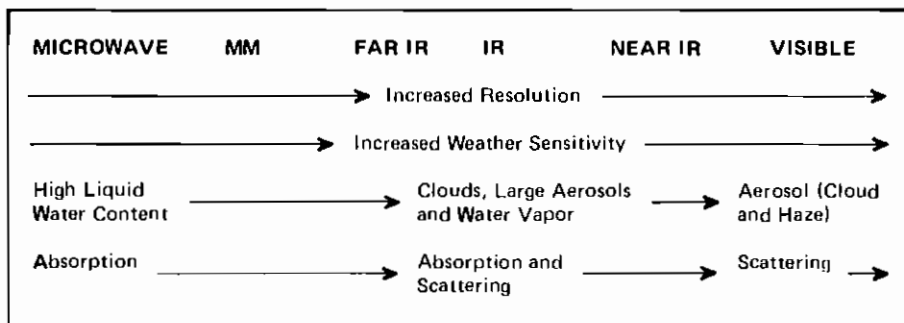 MICROWAVE MM FAR IR IR NEAR IR VISIBLE
Increased Resolution
Increased Weather Sensitivity
High Liquid Clouds, Large Aerosols Aerosol (Cloud
Water Content and Water Vapor and Haze)
Absorption Absorption and Scattering
Scattering